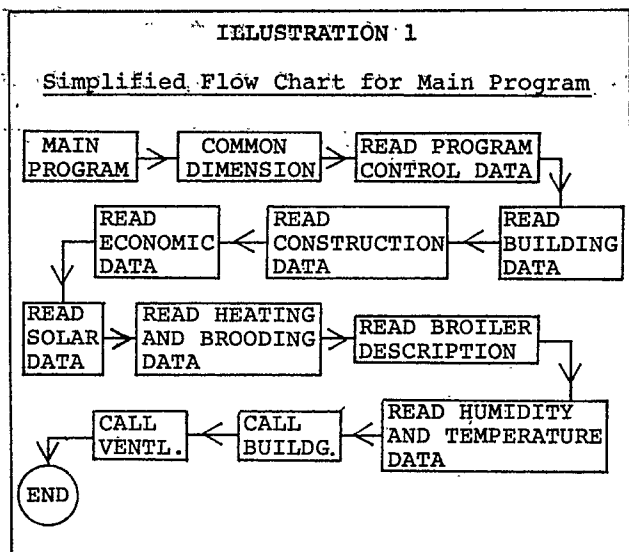 ILLUSTRATION 1
Simplified Flow Chart for Main Program
MAIN
PROGRAM
COMMON
DIMENSION
READ PROGRAM
CONTROL DATA
READ
BUILDING
DATA
READ
CONSTRUCTION
DATA
READ
ECONOMIC
DATA
READ
SOLAR
DATA
READ HEATING
AND BROODING
DATA
READ BROILER
DESCRIPTION
READ HUMIDITY
AND TEMPERATURE
DATA
CALL
BUILDG.
CALL
VENTL.
END